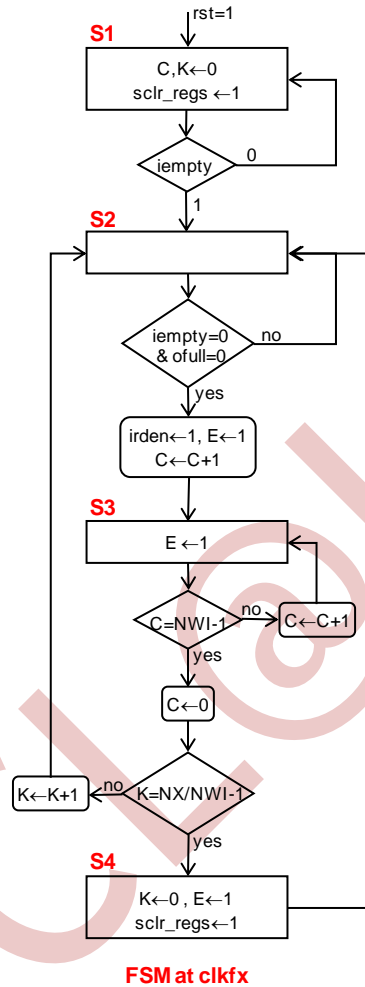 rst=1
S1
C,K←0
sclr_regs ←1
iempty
0
1
S2
iempty=0
& ofull=0
no
yes
irden←1, E←1
C←C+1
S3
E ←1
C=NWI-1
no
C←C+1
yes
C←0
K←K+1
no
K=NX/NWI-1
yes
S4
K←0 , E←1
sclr_regs←1
FSM at clkfx